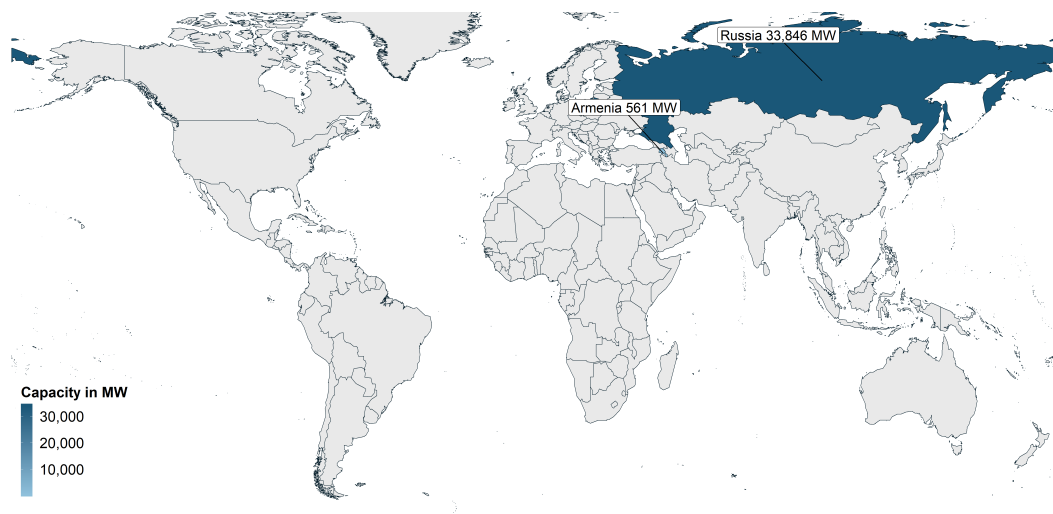 Russia 33,846 MW
Armenia 561 MW
Capacity in MW
30,000
20,000
10,000